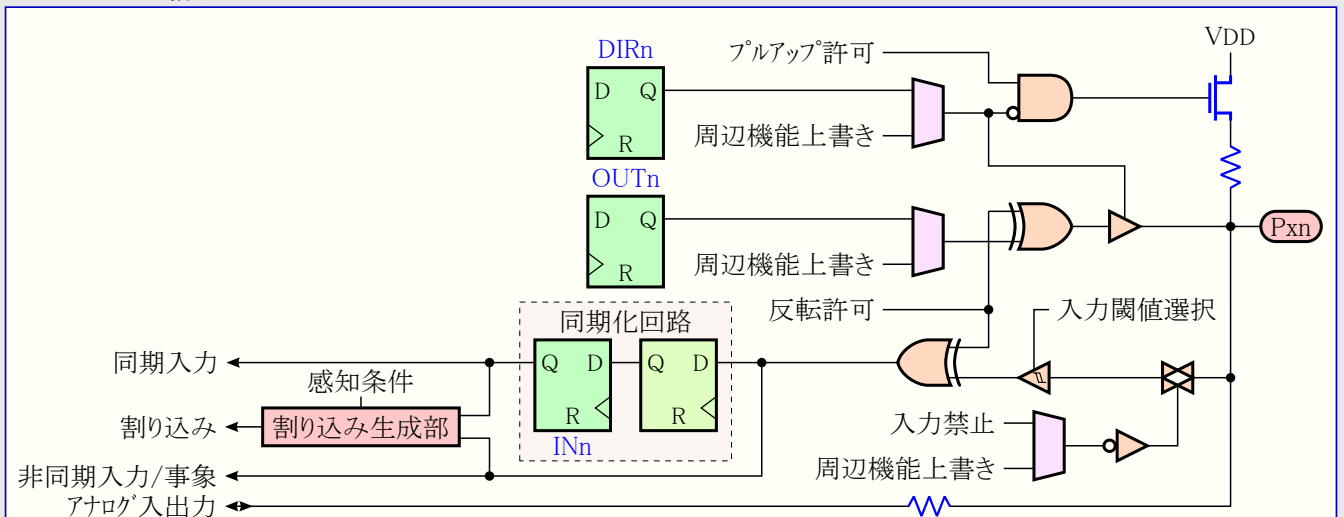 DIRn
プルアップ許可
VDD
D Q
R
周辺機能上書き
OUTn
D Q
R
周辺機能上書き
Pxn
反転許可
入力閾値選択
同期化回路
同期入力
Q D
R
Q D
R
INn
感知条件
割り込み
割り込み生成部
入力禁止
周辺機能上書き
非同期入力/事象
アナログ入出力